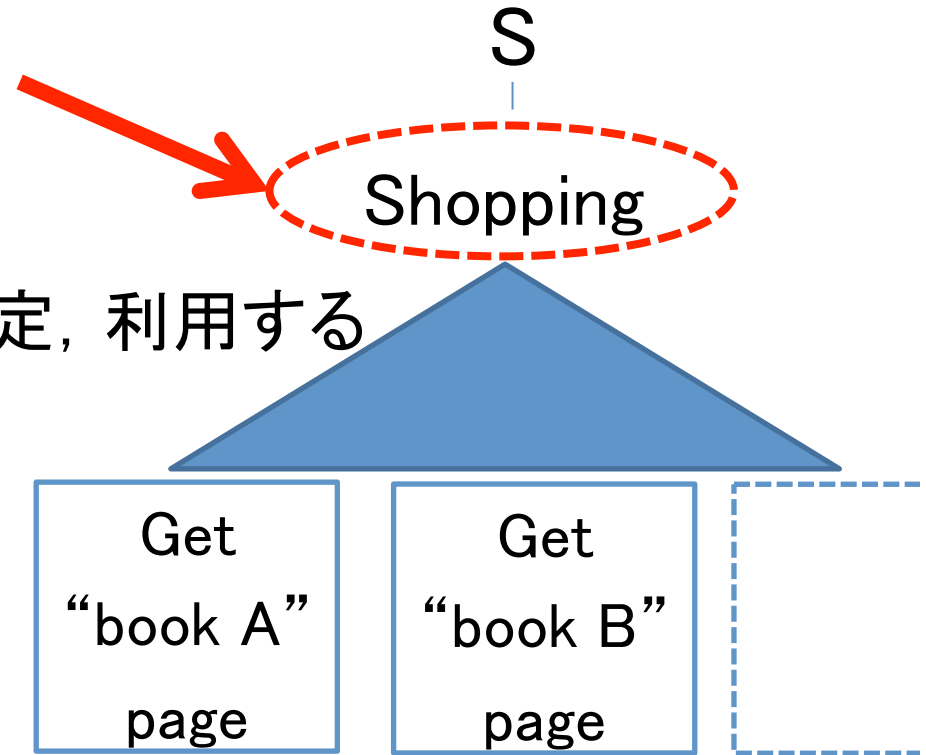 S
Shopping
定，利用する
Get
“book A”
page
Get
“book B”
page